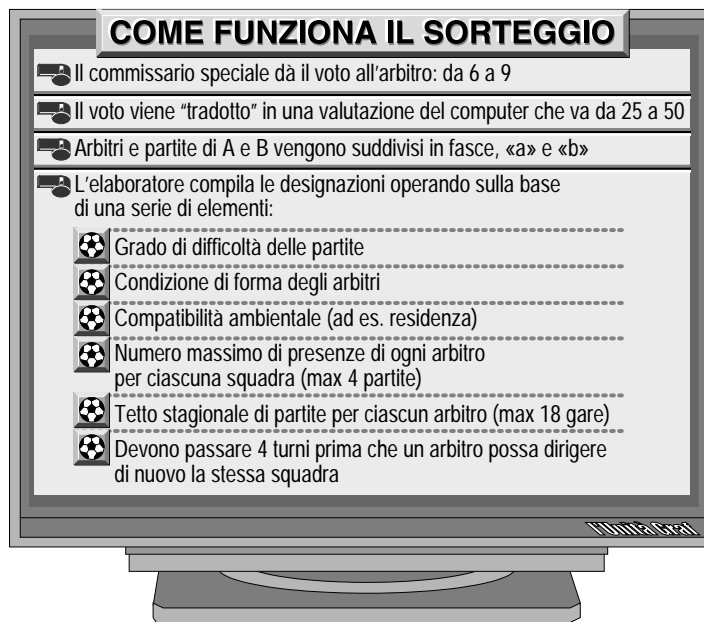 COME FUNZIONA IL SORTEGGIO
Il commissario speciale dà il voto all'arbitro: da 6 a 9
Il voto viene "tradotto" in una valutazione del computer che va da 25 a 50
Arbitri e partite di A e B vengono suddivisi in fasce, «a» e «b»
L'elaboratore compila le designazioni operando sulla base
di una serie di elementi:
Grado di difficoltà delle partite
Condizione di forma degli arbitri
Compatibilità ambientale (ad es. residenza)
Numero massimo di presenze di ogni arbitro
per ciascuna squadra (max 4 partite)
Tetto stagionale di partite per ciascun arbitro (max 18 gare)
Devono passare 4 turni prima che un arbitro possa dirigere
di nuovo la stessa squadra
l'Unità Graf.